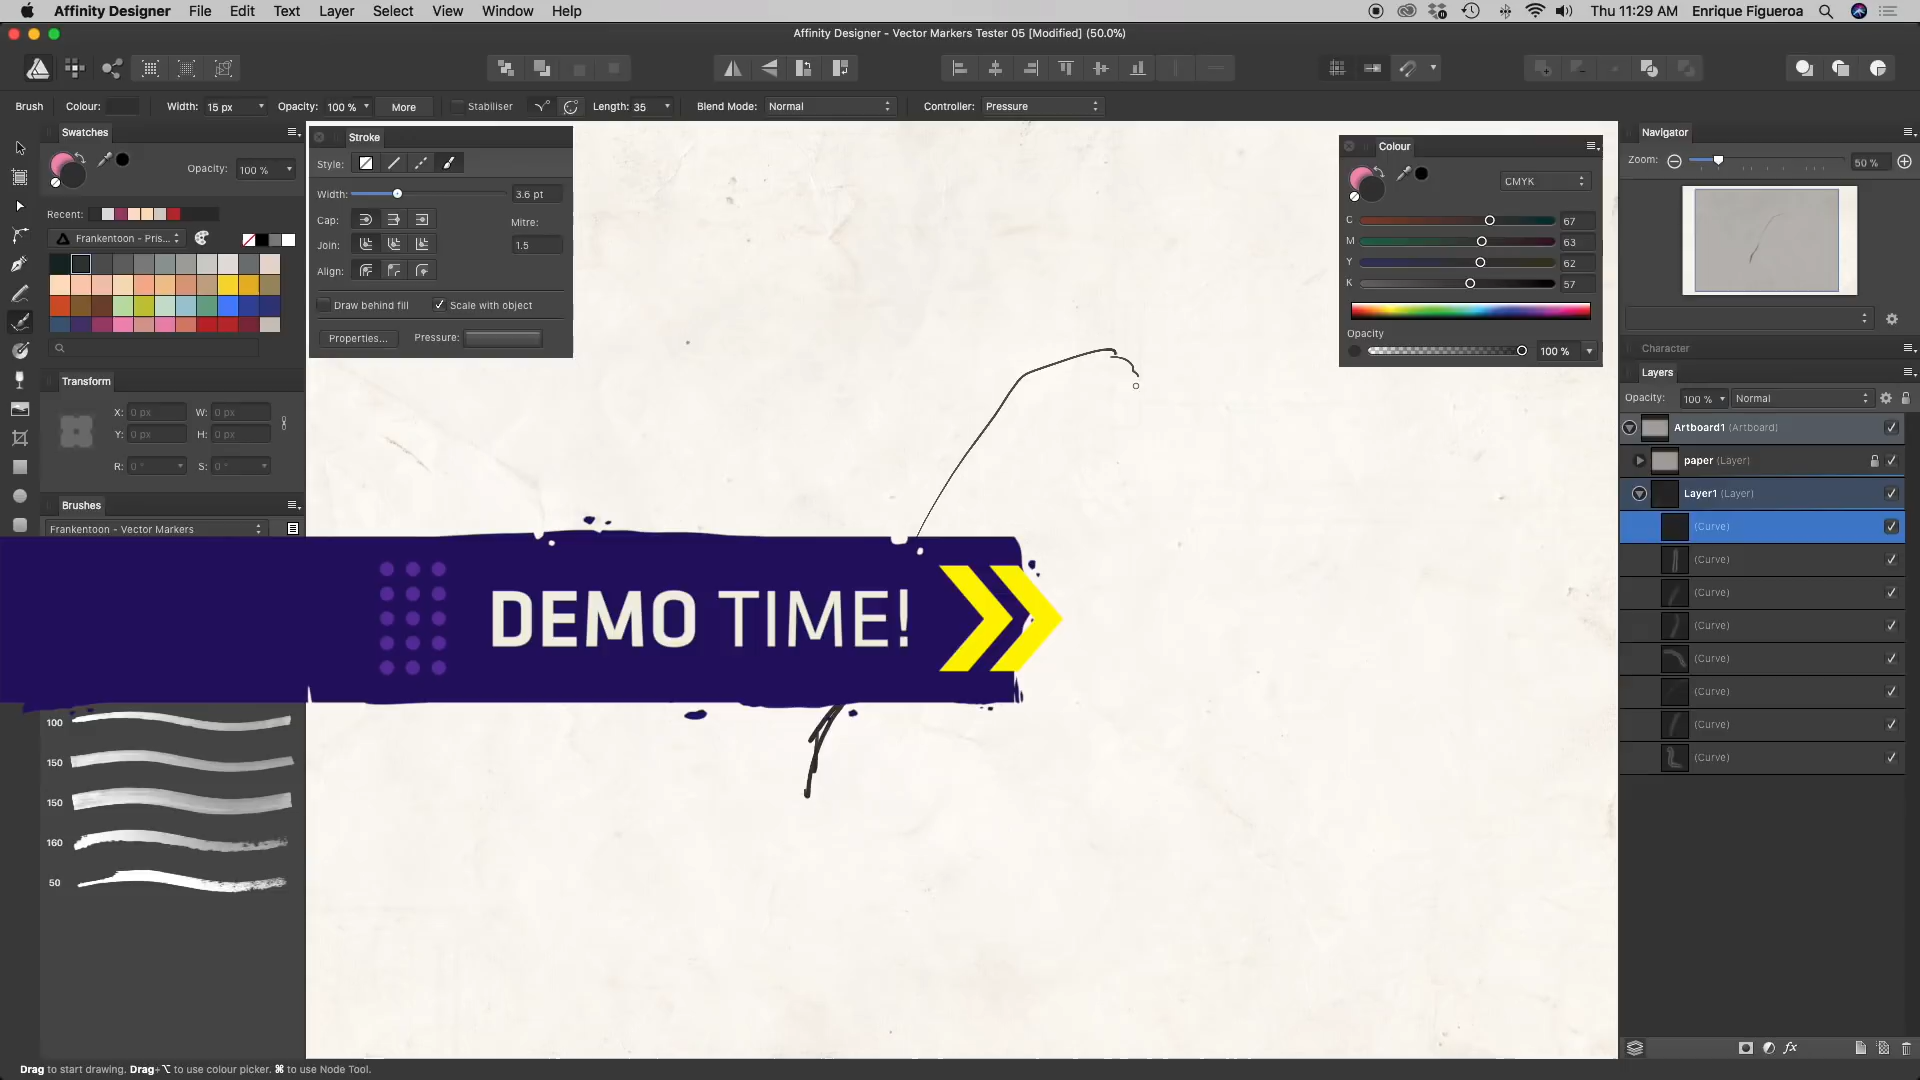 Affinity Designer File Edit Text Layer Select View Window Help Thu 11:29 AM Enrique Figueroa
Affinity Designer - Vector Markers Tester 05 [Modified] (50.0%)
Brush Colour: Width: 15 px Opacity: 100 % More Stabiliser Length: 35 Blend Mode: Normal Controller: Pressure
Swatches
Opacity: 100 %
Recent:
Frankentoon - Pris...
Transform
X: 0 px W: 0 px
Y: 0 px H: 0 px
R: 0 ° S: 0 °
Brushes
Frankentoon - Vector Markers
100
150
150
160
50
Stroke
Style:
Width: 3.6 pt
Cap: Mitre:
Join: 1.5
Align:
Draw behind fill Scale with object
Properties... Pressure:
DEMO TIME!
Colour
CMYK
C 67
M 63
Y 62
K 57
Opacity
100 %
Navigator
Zoom: 50 %
Character
Layers
Opacity: 100 % Normal
Artboard1 (Artboard)
paper (Layer)
Layer1 (Layer)
(Curve)
(Curve)
(Curve)
(Curve)
(Curve)
(Curve)
(Curve)
(Curve)
fx
Drag to start drawing. Drag+⌥ to use colour picker. ⌘ to use Node Tool.